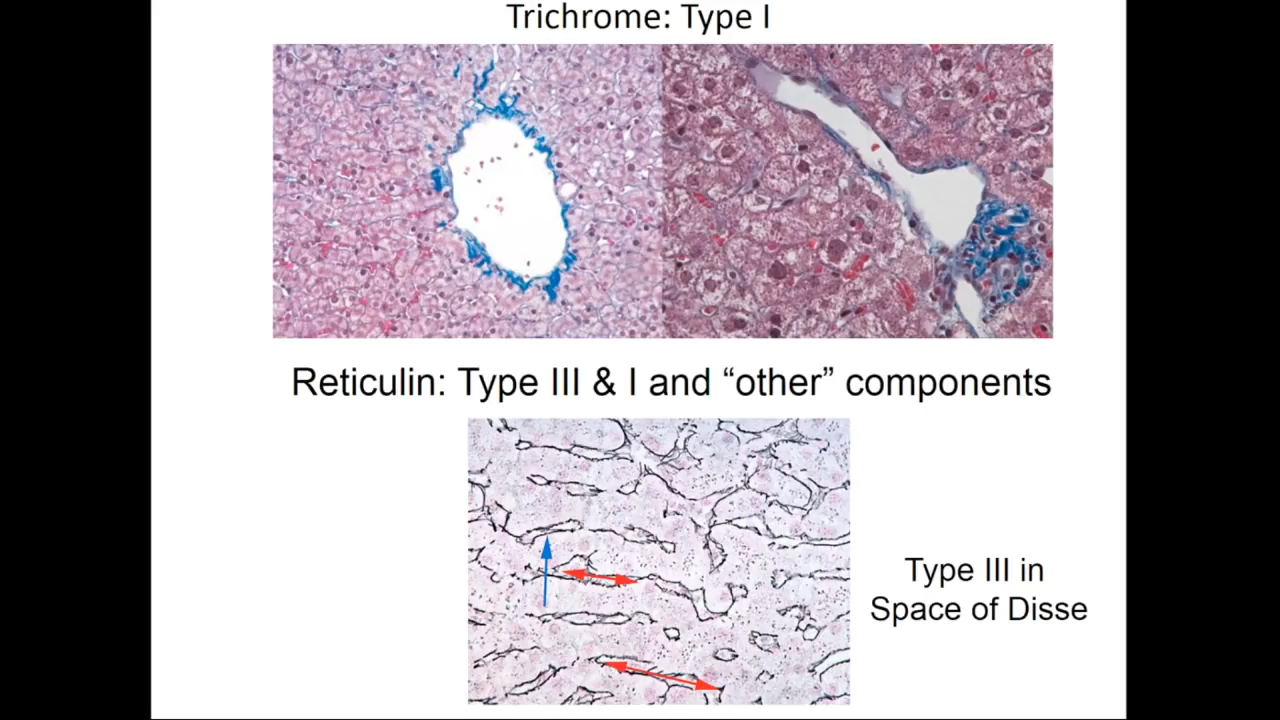 Trichrome: Type I
Reticulin: Type III & I and “other” components
Type III in
Space of Disse